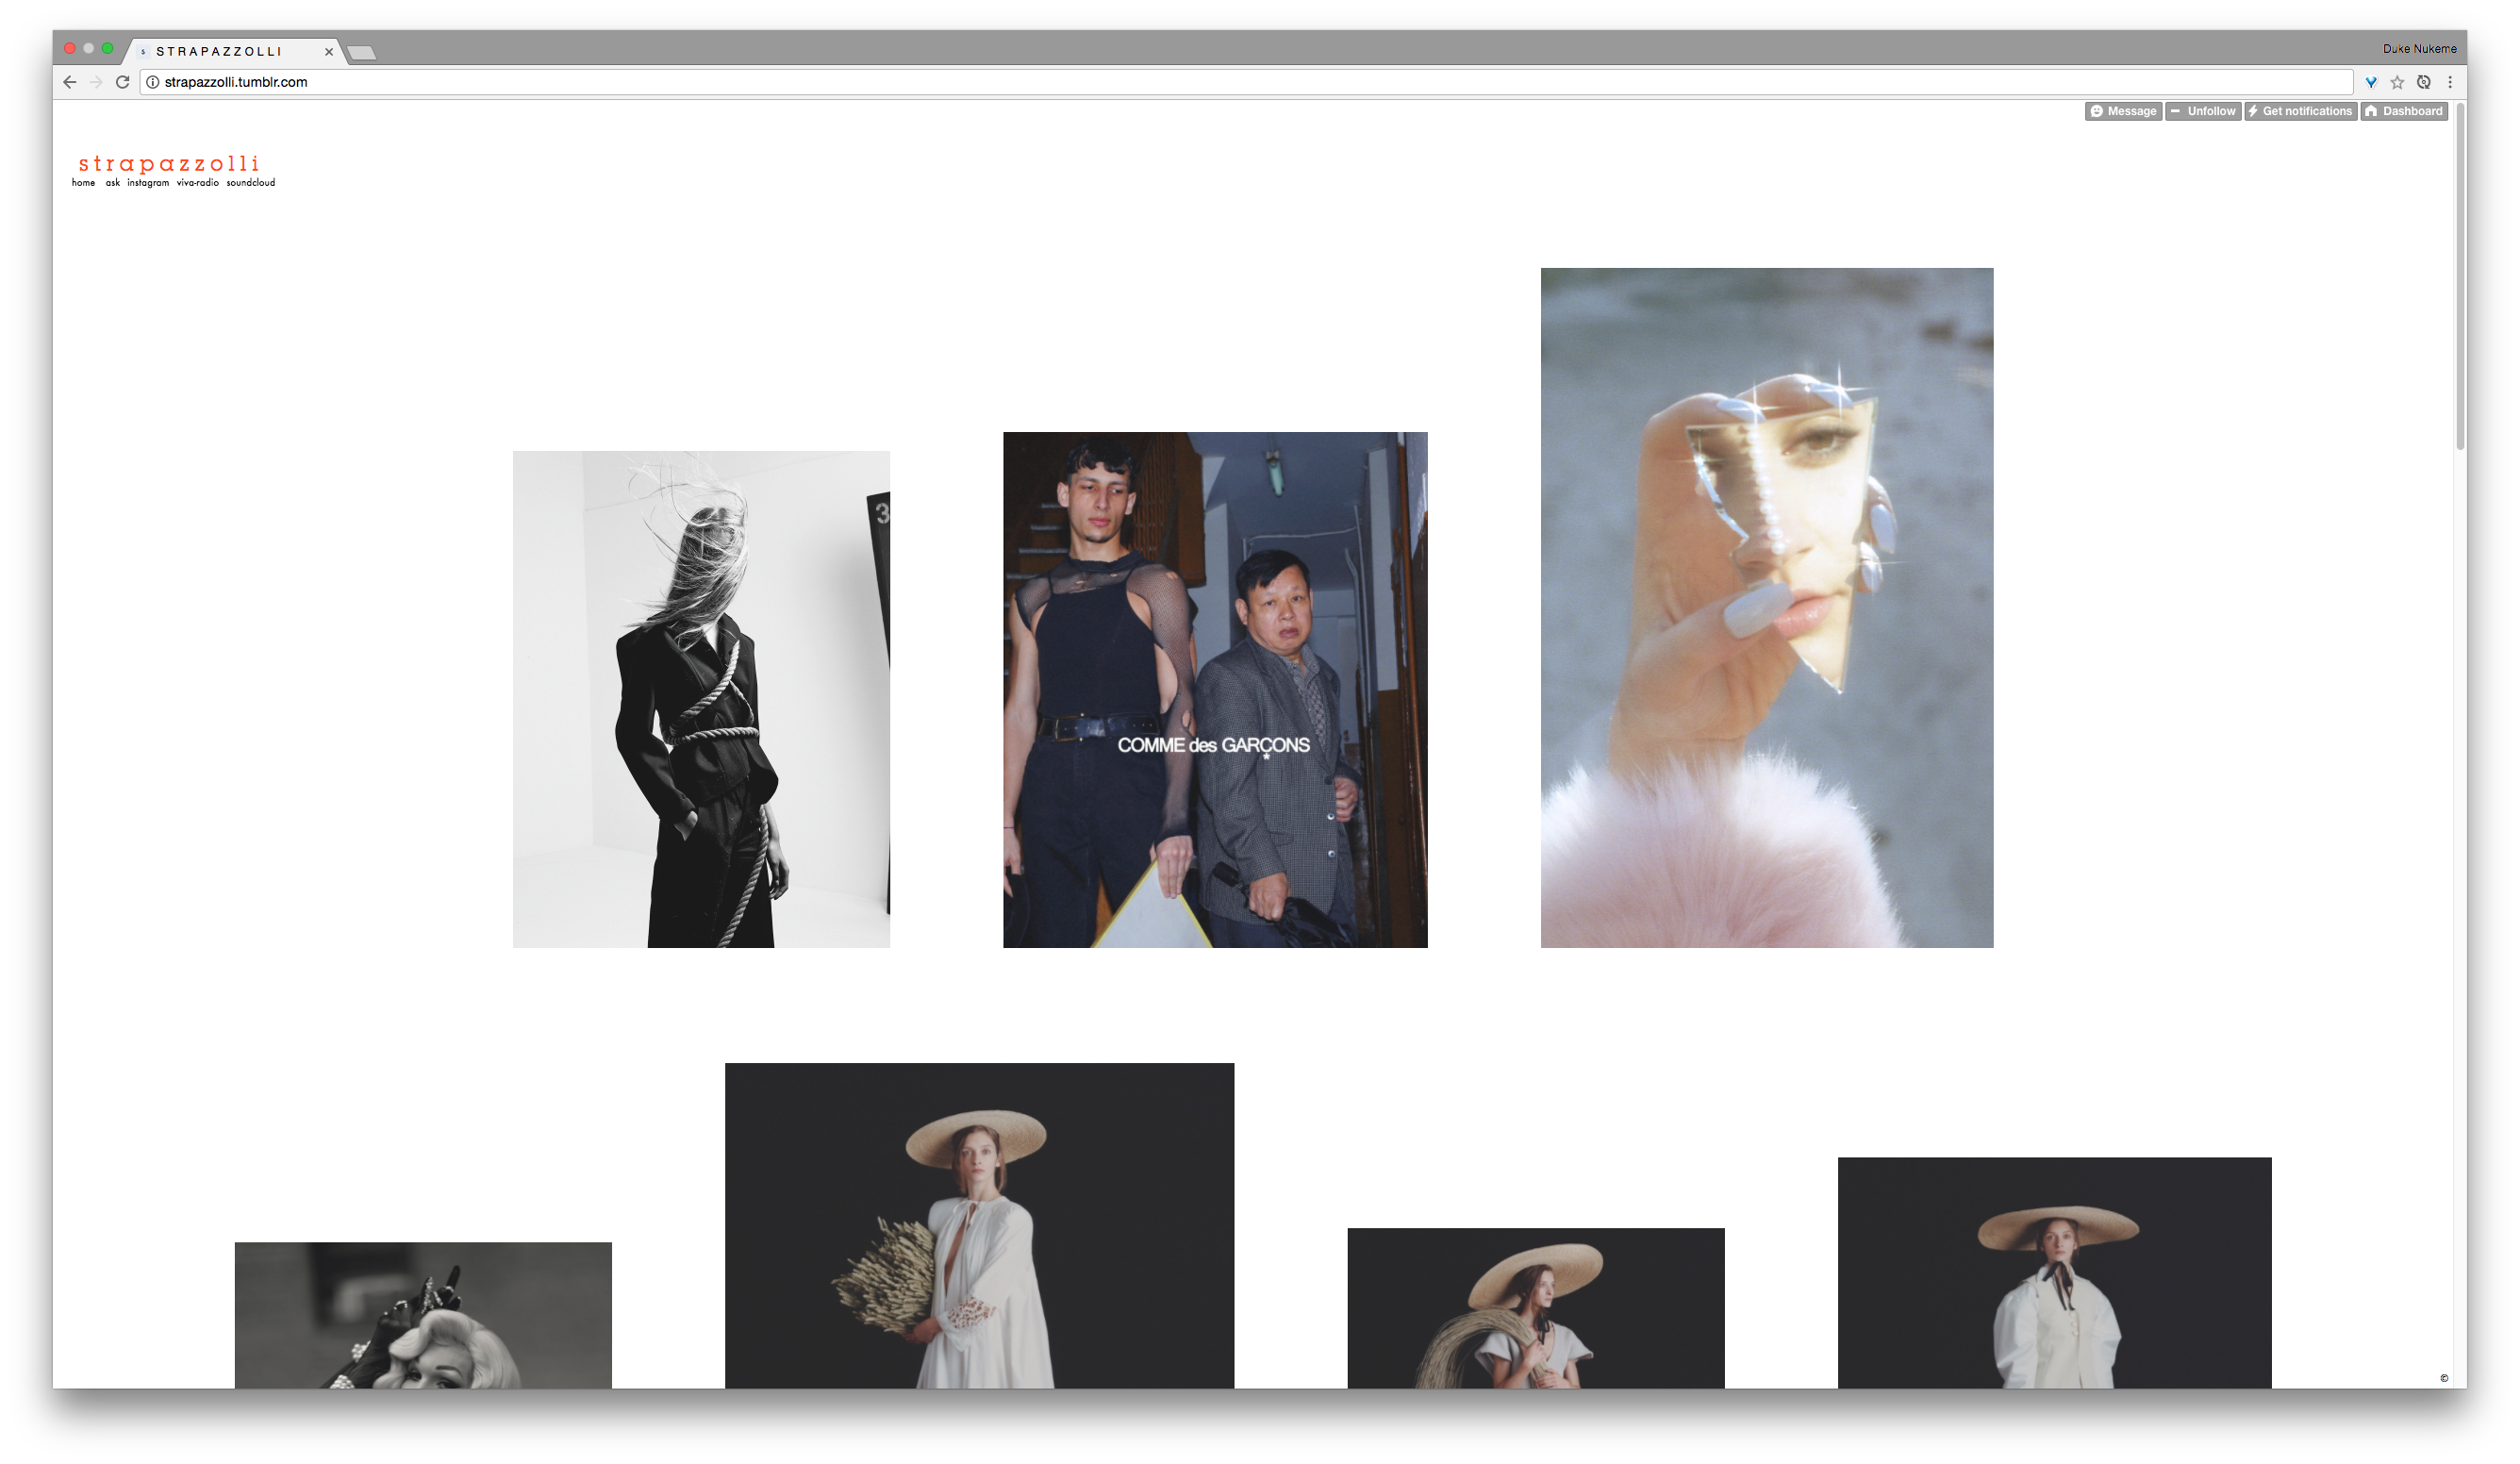 S T R A P A Z Z O L L I
Duke Nukeme
strapazzolli.tumblr.com
Message Unfollow Get notifications Dashboard
strapazzolli
home ask instagram viva-radio soundcloud
3
COMME des GARÇONS
*
©